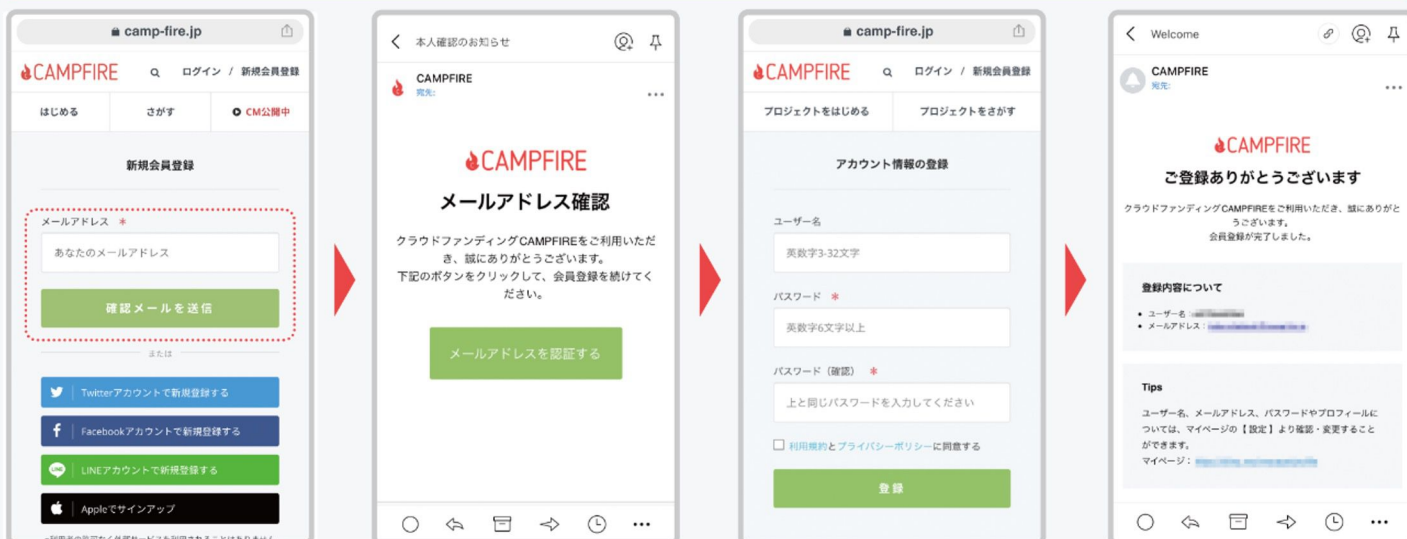 camp-fire.jp
CAMPFIRE
ログイン / 新規会員登録
はじめる
さがす
CM公開中
新規会員登録
メールアドレス *
あなたのメールアドレス
確認メールを送信
または
Twitterアカウントで新規登録する
Facebookアカウントで新規登録する
LINE
LINEアカウントで新規登録する
Appleでサインアップ
本人確認のお知らせ
CAMPFIRE
宛先:
CAMPFIRE
メールアドレス確認
クラウドファンディングCAMPFIREをご利用いただ
き、誠にありがとうございます。
下記のボタンをクリックして、会員登録を続けてく
ださい。
メールアドレスを認証する
camp-fire.jp
CAMPFIRE
ログイン / 新規会員登録
プロジェクトをはじめる
プロジェクトをさがす
アカウント情報の登録
ユーザー名
英数字3-32文字
パスワード *
英数字6文字以上
パスワード（確認） *
上と同じパスワードを入力してください
利用規約とプライバシーポリシーに同意する
登録
Welcome
CAMPFIRE
宛先:
CAMPFIRE
ご登録ありがとうございます
クラウドファンディングCAMPFIREをご利用いただき、誠にありがと
うございます。
会員登録が完了しました。
登録内容について
• ユーザー名：
• メールアドレス：
Tips
ユーザー名、メールアドレス、パスワードやプロフィールに
ついては、マイページの【 設定 】より確認・変更すること
ができます。
マイページ：